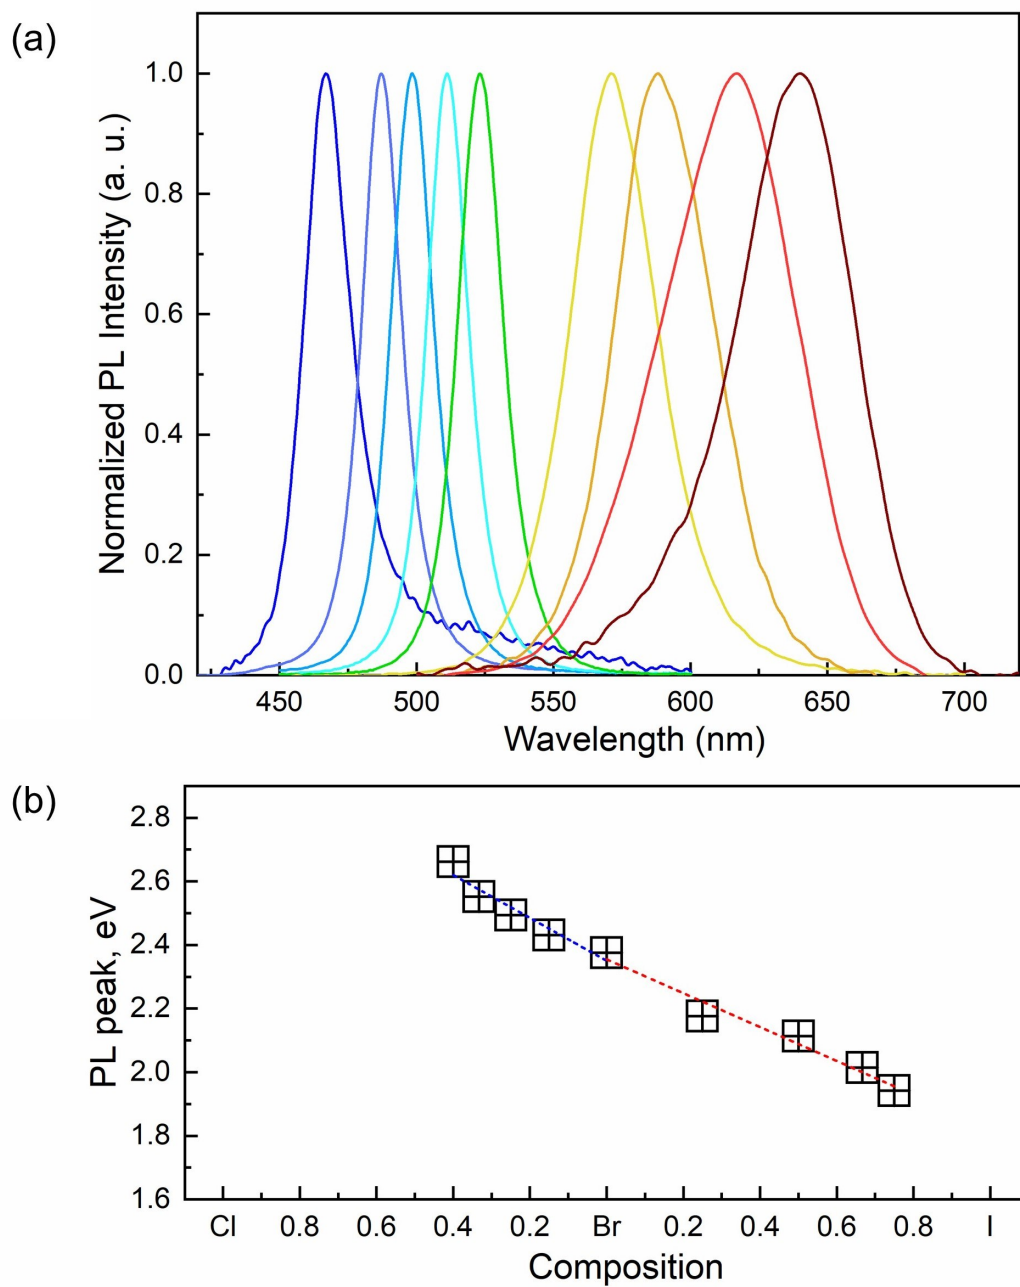 (a)
Normalized PL Intensity (a. u.)
1.0
0.8
0.6
0.4
0.2
0.0
450 500 550 600 650 700
Wavelength (nm)
(b)
PL peak, eV
2.8
2.6
2.4
2.2
2.0
1.8
1.6
Cl 0.8 0.6 0.4 0.2 Br 0.2 0.4 0.6 0.8 I
Composition